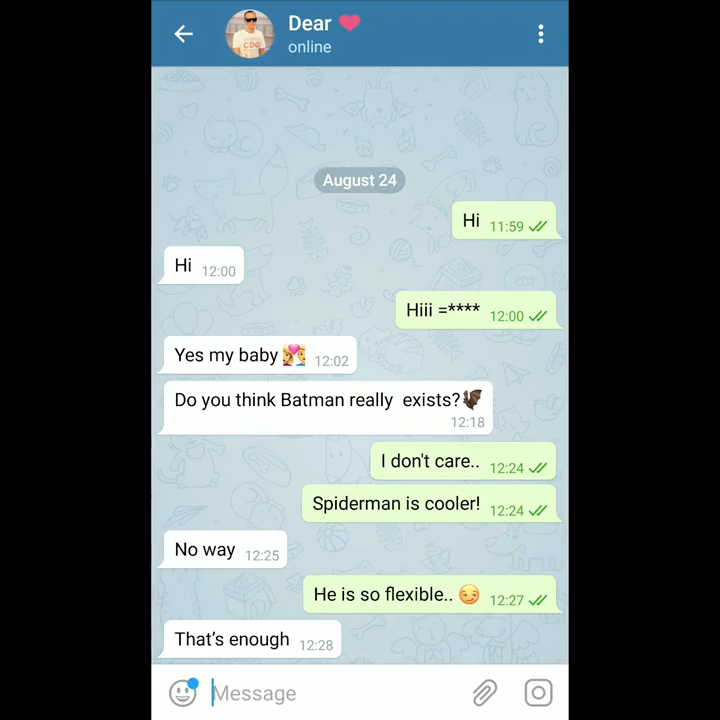 Dear ❤️
online
August 24
Hi 11:59
Hi 12:00
Hiii =**** 12:00
Yes my baby 💏 12:02
Do you think Batman really  exists?🦇
12:18
I don't care.. 12:24
Spiderman is cooler! 12:24
No way 12:25
He is so flexible.. 😏 12:27
That's enough 12:28
Message